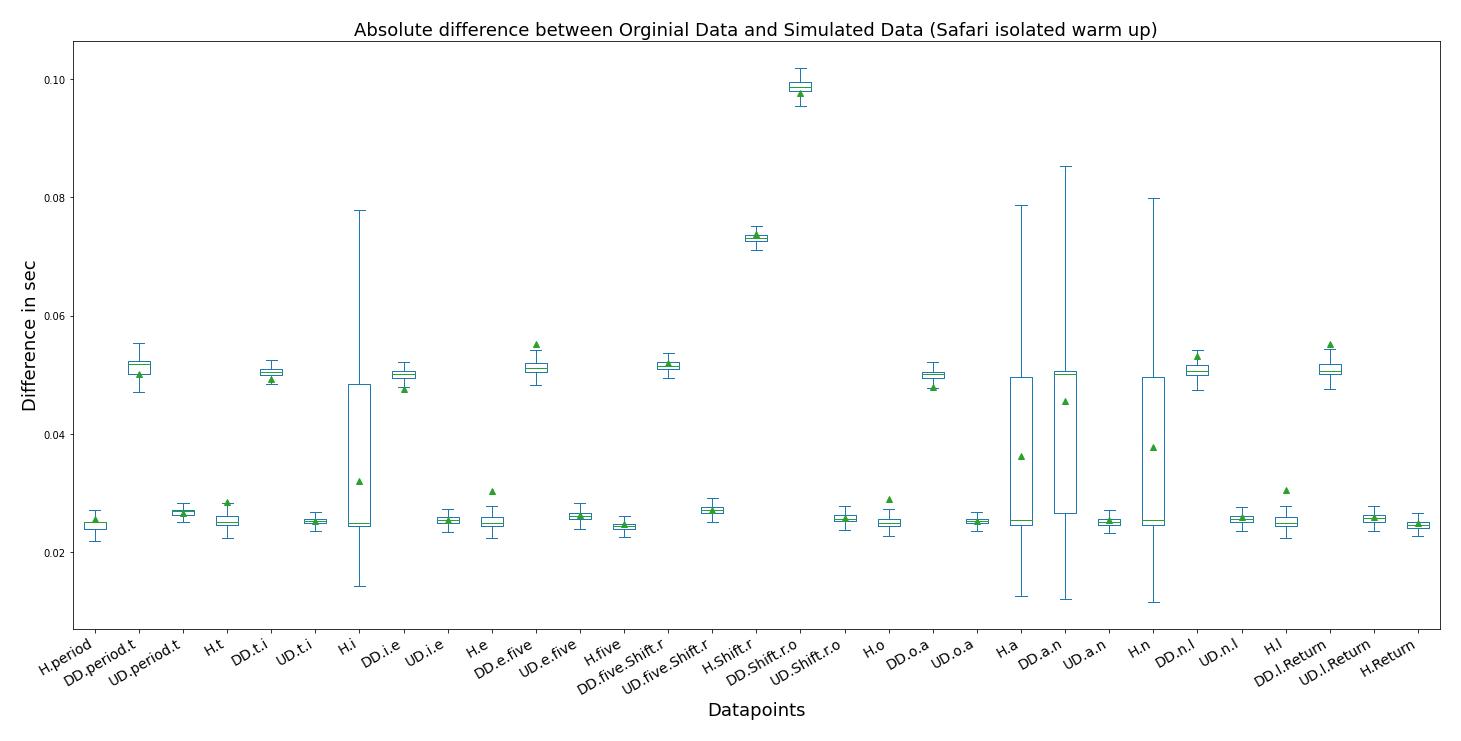 Absolute difference between Orginial Data and Simulated Data (Safari isolated warm up)
Difference in sec
0.10
0.08
0.06
0.04
0.02
H.period
DD.period.t
UD.period.t
H.t
DD.t.i
UD.t.i
H.i
DD.i.e
UD.i.e
H.e
DD.e.five
UD.e.five
H.five
DD.five.Shift.r
UD.five.Shift.r
H.Shift.r
DD.Shift.r.o
UD.Shift.r.o
H.o
DD.o.a
UD.o.a
H.a
DD.a.n
UD.a.n
H.n
DD.n.l
UD.n.l
H.l
DD.l.Return
UD.l.Return
H.Return
Datapoints